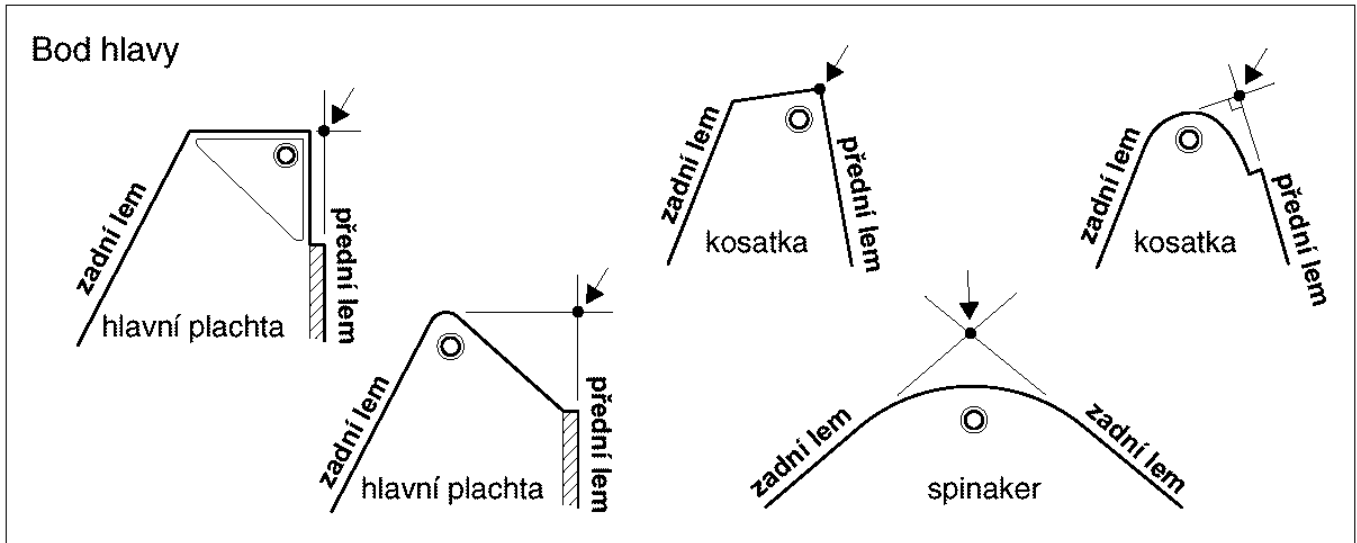 Bod hlavy
zadní lem
přední lem
hlavní plachta
zadní lem
přední lem
hlavní plachta
zadní lem
přední lem
kosatka
zadní lem
přední lem
kosatka
zadní lem
zadní lem
spinaker